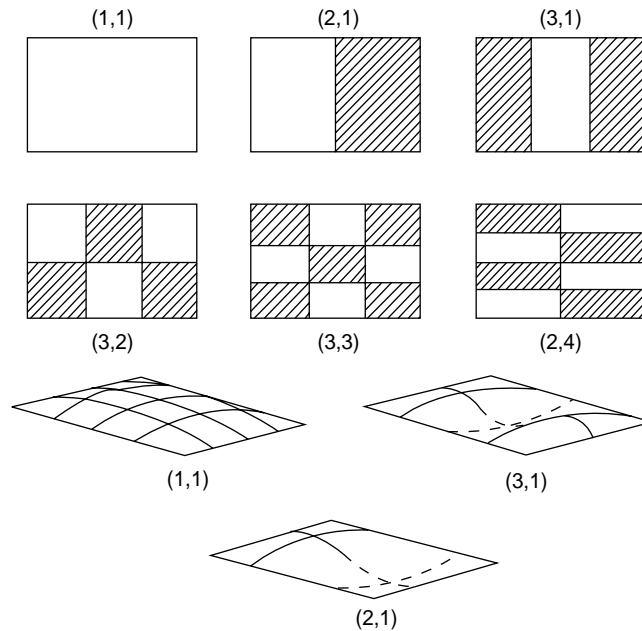 (1,1) (2,1) (3,1)
(3,2) (3,3) (2,4)
(1,1) (3,1)
(2,1)